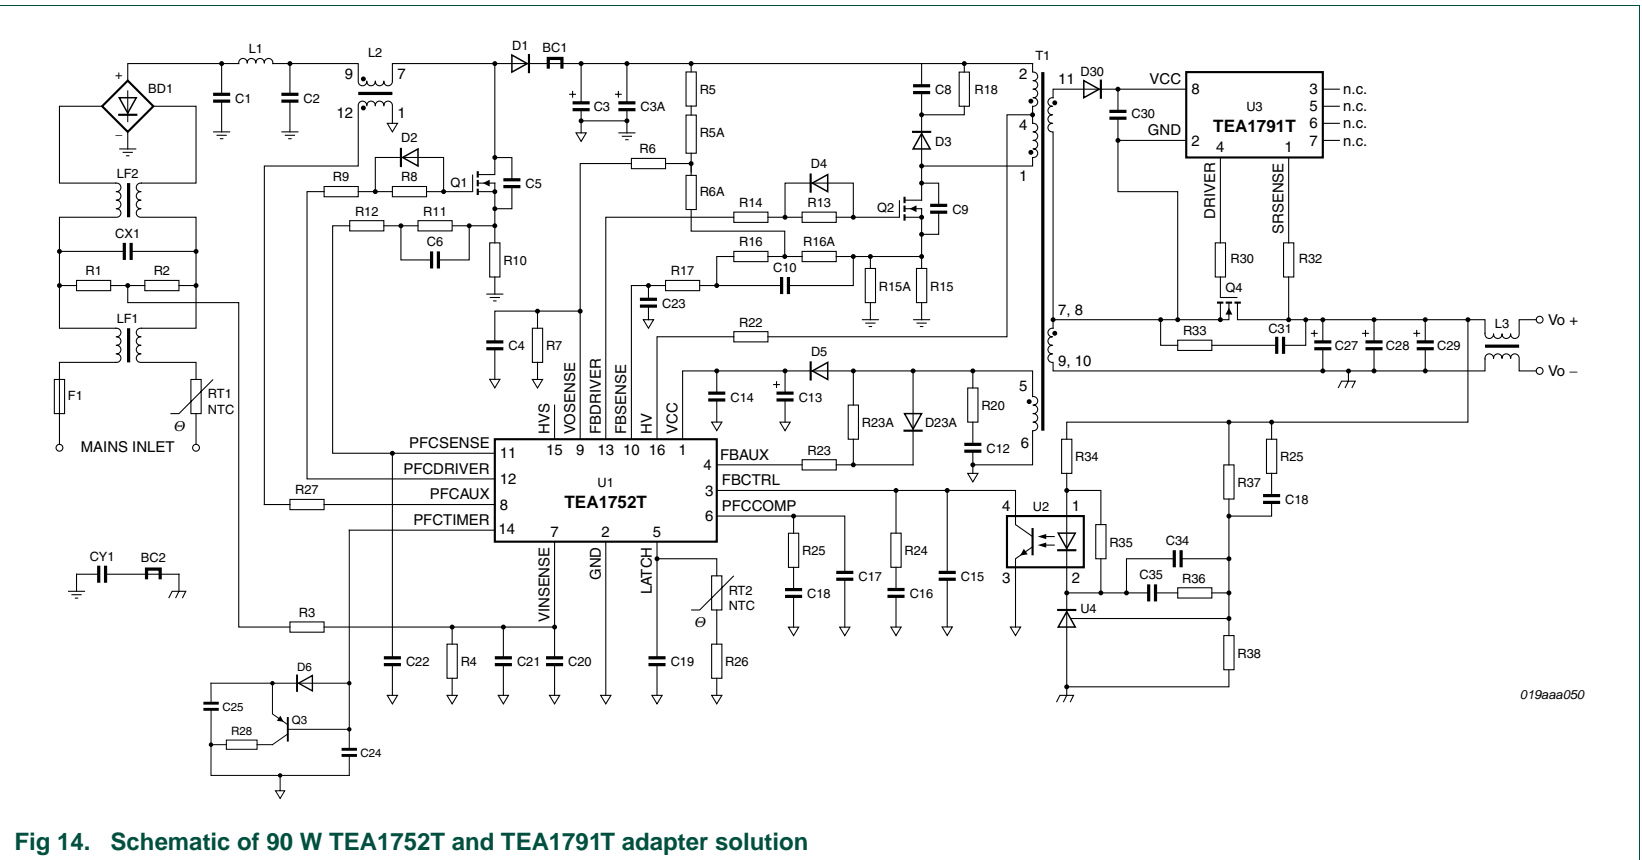 L1
L2
D1
BC1
T1
+
BD1
−
9
7
12
1
C1
C2
+
C3
+
C3A
R5
R5A
R6
R6A
C8
R18
D3
2
4
1
11
D30
VCC
8
C30
GND
2
U3
TEA1791T
3
n.c.
5
n.c.
6
n.c.
7
n.c.
4
1
DRIVER
SRSENSE
LF2
CX1
R1
R2
LF1
F1
RT1
NTC
Θ
MAINS INLET
D2
R9
R8
Q1
C5
R12
R11
C6
R10
D4
R14
R13
Q2
C9
R16
R16A
C10
R17
C23
R15A
R15
R22
R30
R32
Q4
7, 8
R33
C31
+
C27
+
C28
+
C29
L3
Vo +
Vo −
9, 10
C4
R7
D5
C14
+
C13
R23A
D23A
R20
C12
5
6
HVS
VOSENSE
FBDRIVER
FBSENSE
HV
VCC
15
9
13
10
16
1
PFCSENSE
11
PFCDRIVER
12
PFCAUX
8
PFCTIMER
14
R27
U1
TEA1752T
4
FBAUX
R23
3
FBCTRL
6
PFCCOMP
7
2
5
VINSENSE
GND
LATCH
RT2
NTC
Θ
R25
C18
C17
R24
C16
C15
4
U2
1
3
2
R34
R35
R37
R25
C18
C34
C35
R36
U4
R38
CY1
BC2
R3
C22
R4
C21
C20
C19
R26
D6
C25
Q3
R28
C24
019aaa050
Fig 14. Schematic of 90 W TEA1752T and TEA1791T adapter solution